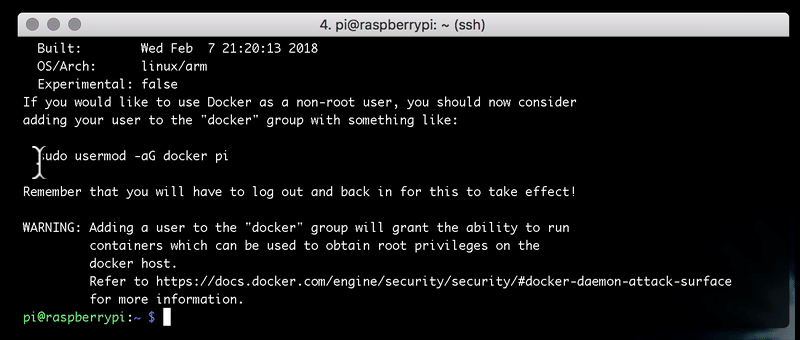 4. pi@raspberrypi: ~ (ssh)
Built: Wed Feb 7 21:20:13 2018
OS/Arch: linux/arm
Experimental: false
If you would like to use Docker as a non-root user, you should now consider
adding your user to the "docker" group with something like:
sudo usermod -aG docker pi
Remember that you will have to log out and back in for this to take effect!
WARNING: Adding a user to the "docker" group will grant the ability to run
containers which can be used to obtain root privileges on the
docker host.
Refer to https://docs.docker.com/engine/security/security/#docker-daemon-attack-surface
for more information.
pi@raspberrypi:~ $